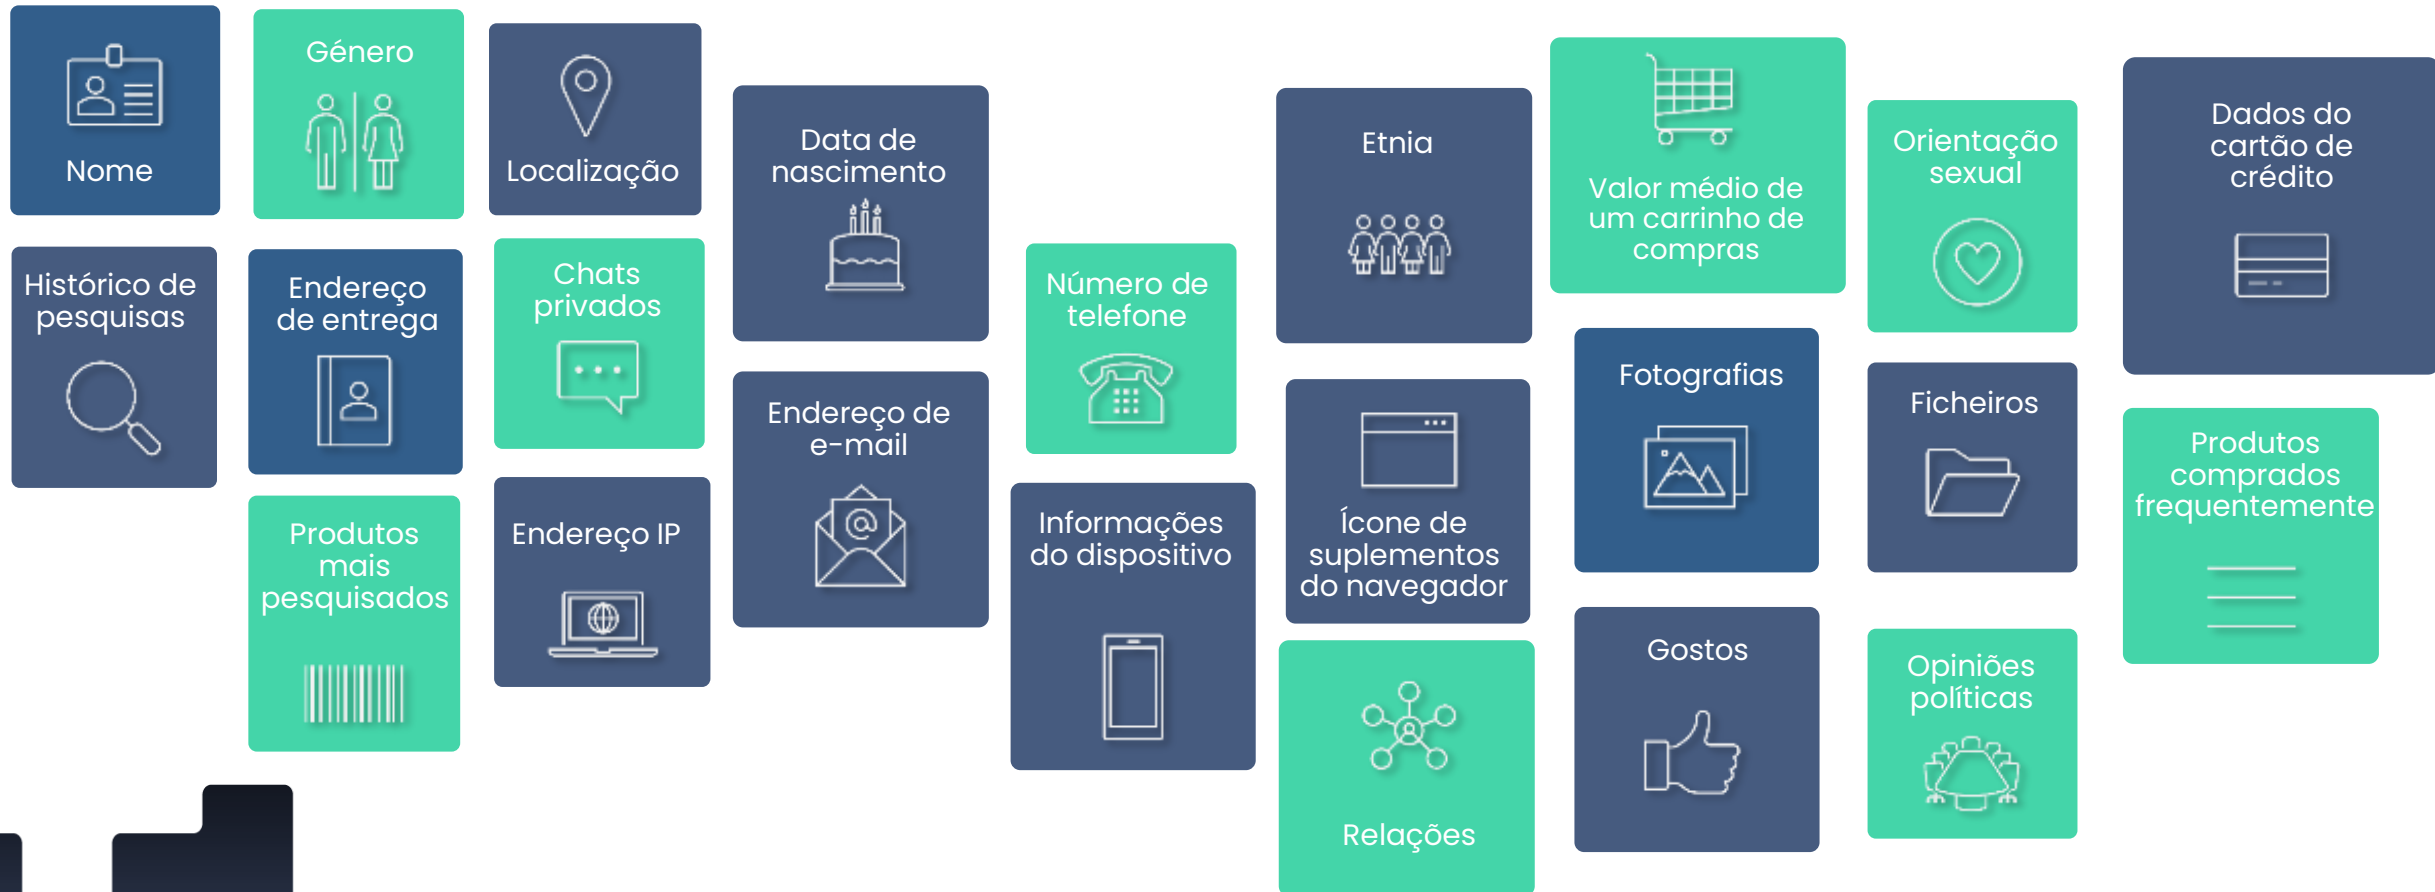 Nome
Género
Localização
Data de
nascimento
Etnia
Valor médio de
um carrinho de
compras
Orientação
sexual
Dados do
cartão de
crédito
Histórico de
pesquisas
Endereço
de entrega
Chats
privados
Número de
telefone
Endereço de
e-mail
Fotografias
Ficheiros
Produtos
comprados
frequentemente
Produtos
mais
pesquisados
Endereço IP
Informações
do dispositivo
Ícone de
suplementos
do navegador
Gostos
Opiniões
políticas
Relações